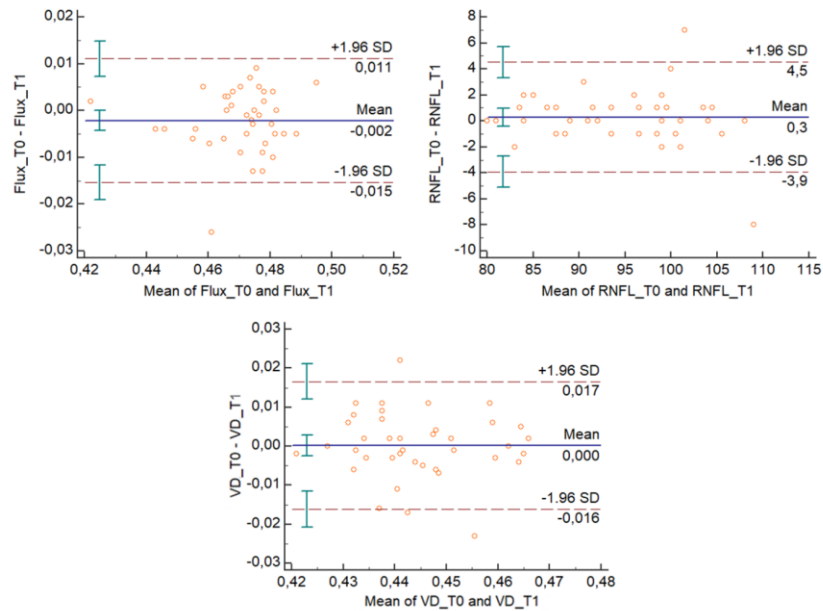 0,02
0,01
0,00
-0,01
-0,02
-0,03
Flux_T0 - Flux_T1
+1.96 SD
0,011
Mean
-0,002
-1.96 SD
-0,015
0,42 0,44 0,46 0,48 0,50 0,52
Mean of Flux_T0 and Flux_T1
8
6
4
2
0
-2
-4
-6
-8
-10
RNFL_T0 - RNFL_T1
+1.96 SD
4,5
Mean
0,3
-1.96 SD
-3,9
80 85 90 95 100 105 110 115
Mean of RNFL_T0 and RNFL_T1
0,03
0,02
0,01
0,00
-0,01
-0,02
-0,03
VD_T0 - VD_T1
+1.96 SD
0,017
Mean
0,000
-1.96 SD
-0,016
0,42 0,43 0,44 0,45 0,46 0,47 0,48
Mean of VD_T0 and VD_T1